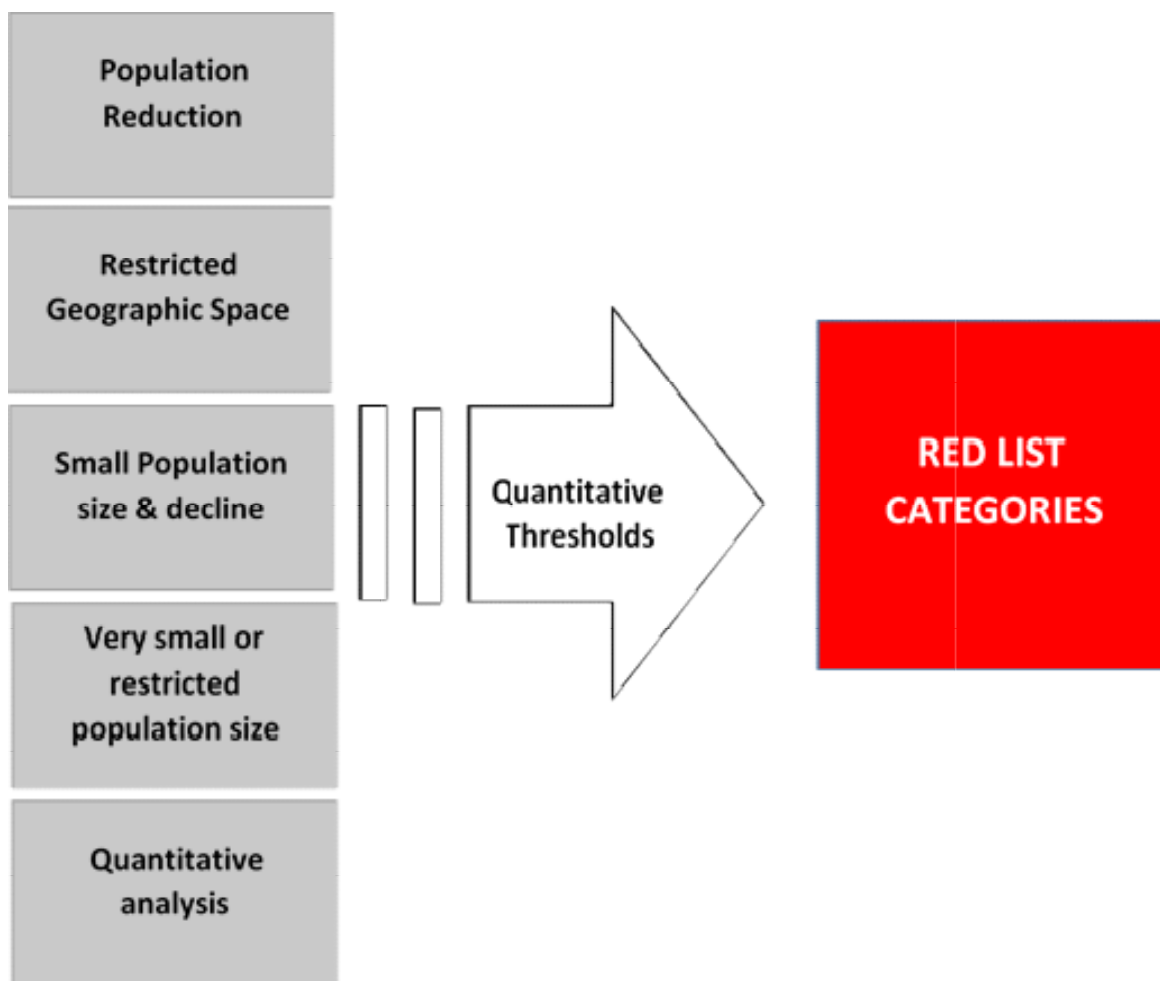 Population
Reduction
Restricted
Geographic Space
Small Population
size & decline
Very small or
restricted
population size
Quantitative
analysis
Quantitative
Thresholds
RED LIST
CATEGORIES